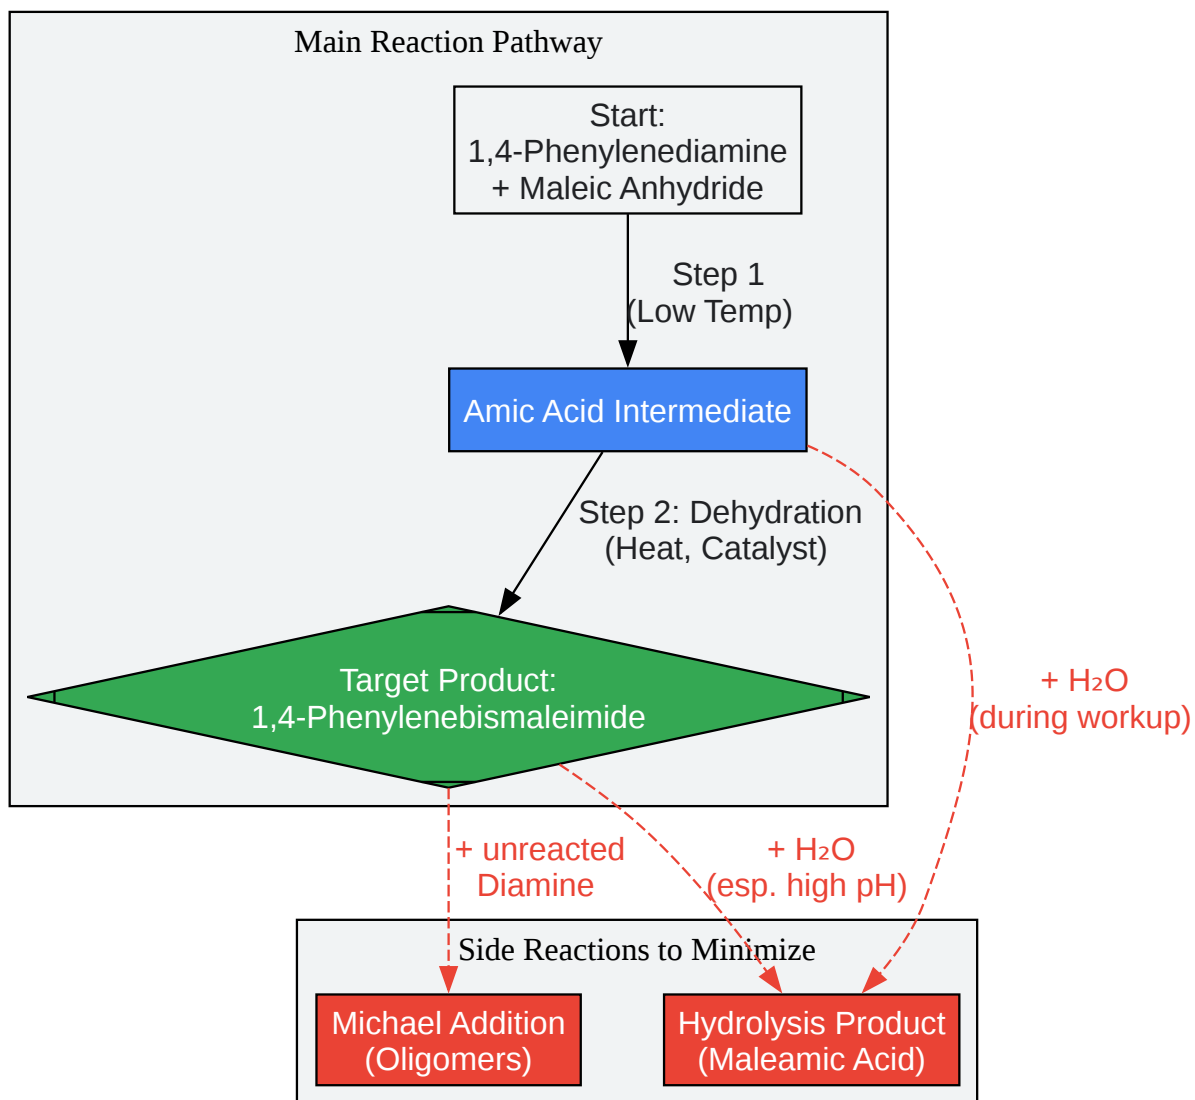 Main Reaction Pathway
Start:
1,4-Phenylenediamine
+ Maleic Anhydride
Step 1
(Low Temp)
Amic Acid Intermediate
Step 2: Dehydration
(Heat, Catalyst)
Target Product:
1,4-Phenylenebismaleimide
+ H₂O
(during workup)
+ unreacted
Diamine
+ H₂O
(esp. high pH)
Side Reactions to Minimize
Michael Addition
(Oligomers)
Hydrolysis Product
(Maleamic Acid)